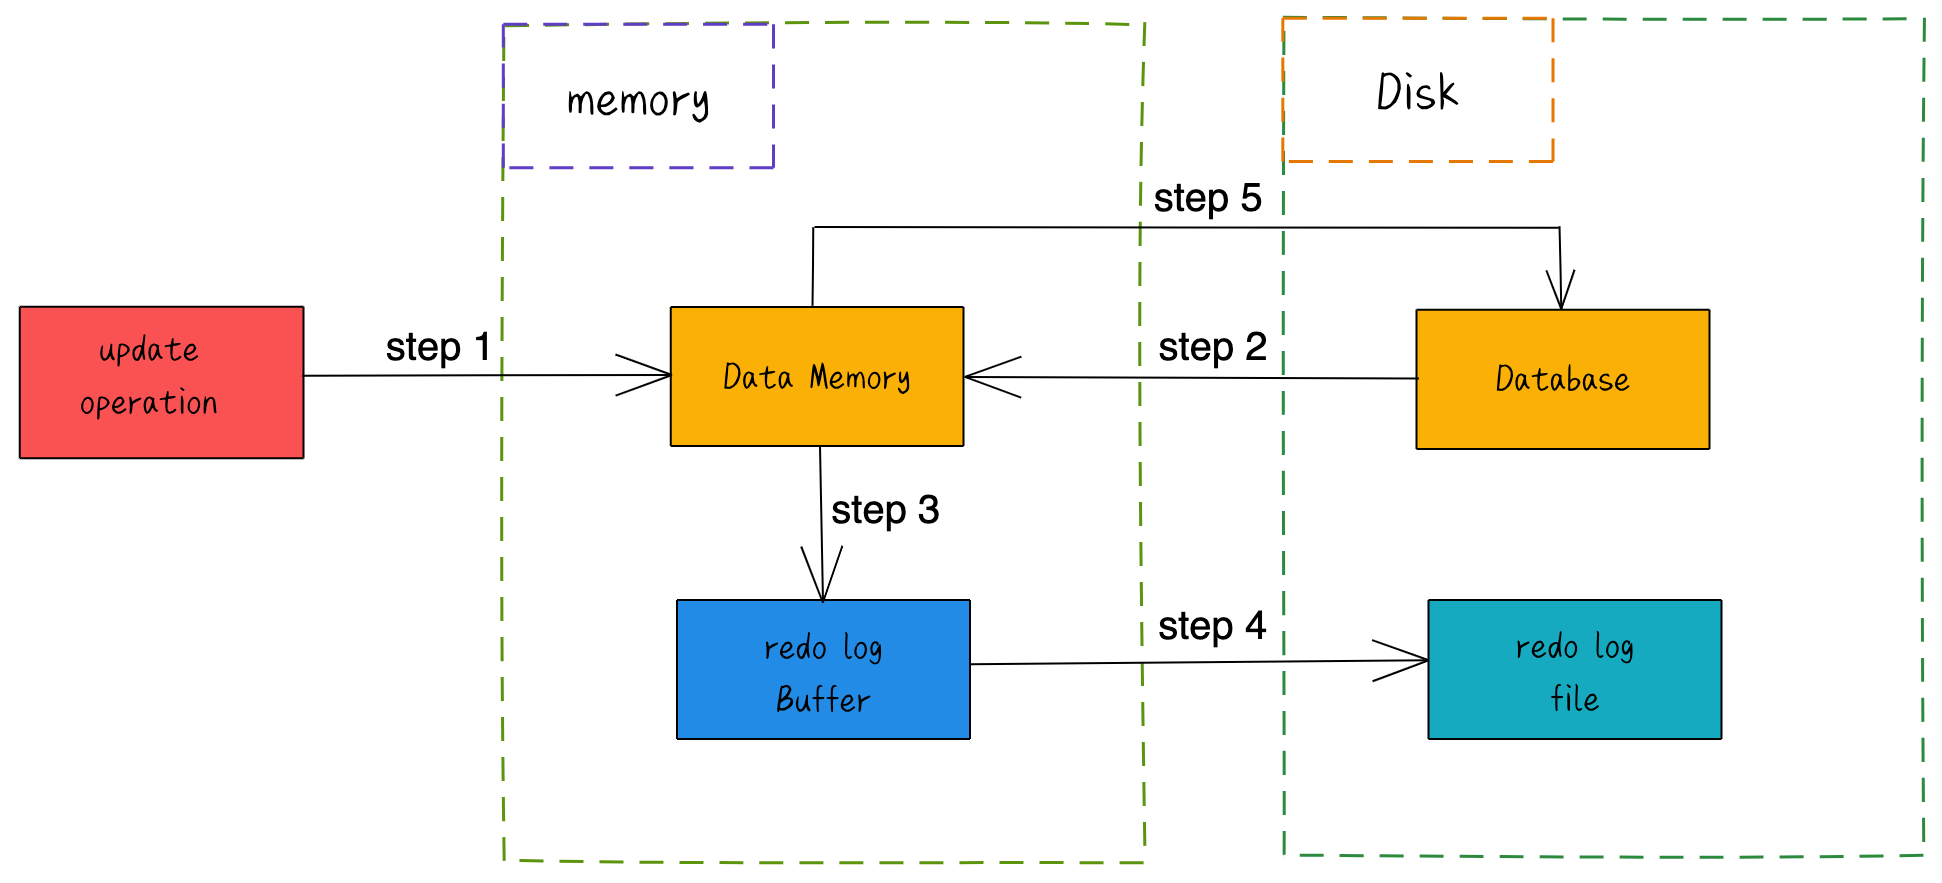 memory
Disk
step 5
update
operation
step 1
Data Memory
step 2
Database
step 3
redo log
Buffer
step 4
redo log
file